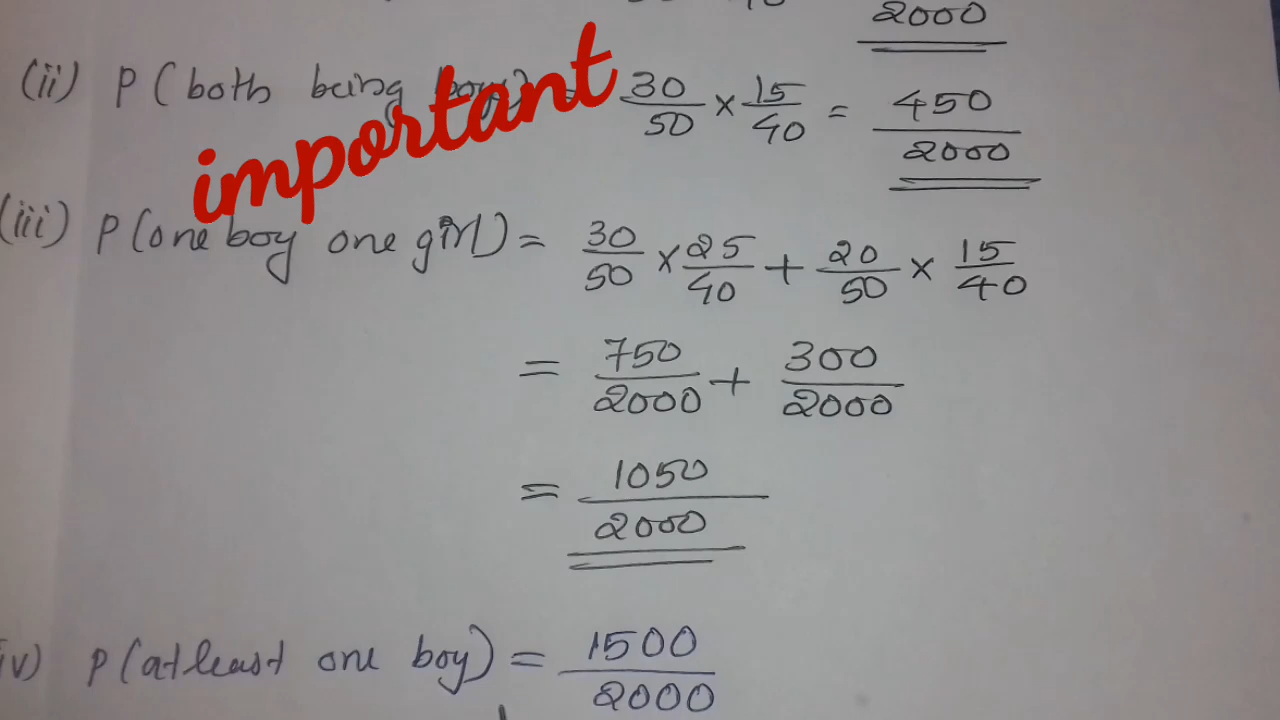 2000
(ii) P(both being boys) = 30/50 × 15/40 = 450/2000
important
(iii) P(one boy one girl) = 30/50 × 25/40 + 20/50 × 15/40
= 750/2000 + 300/2000
= 1050/2000
iv) P(atleast one boy) = 1500/2000